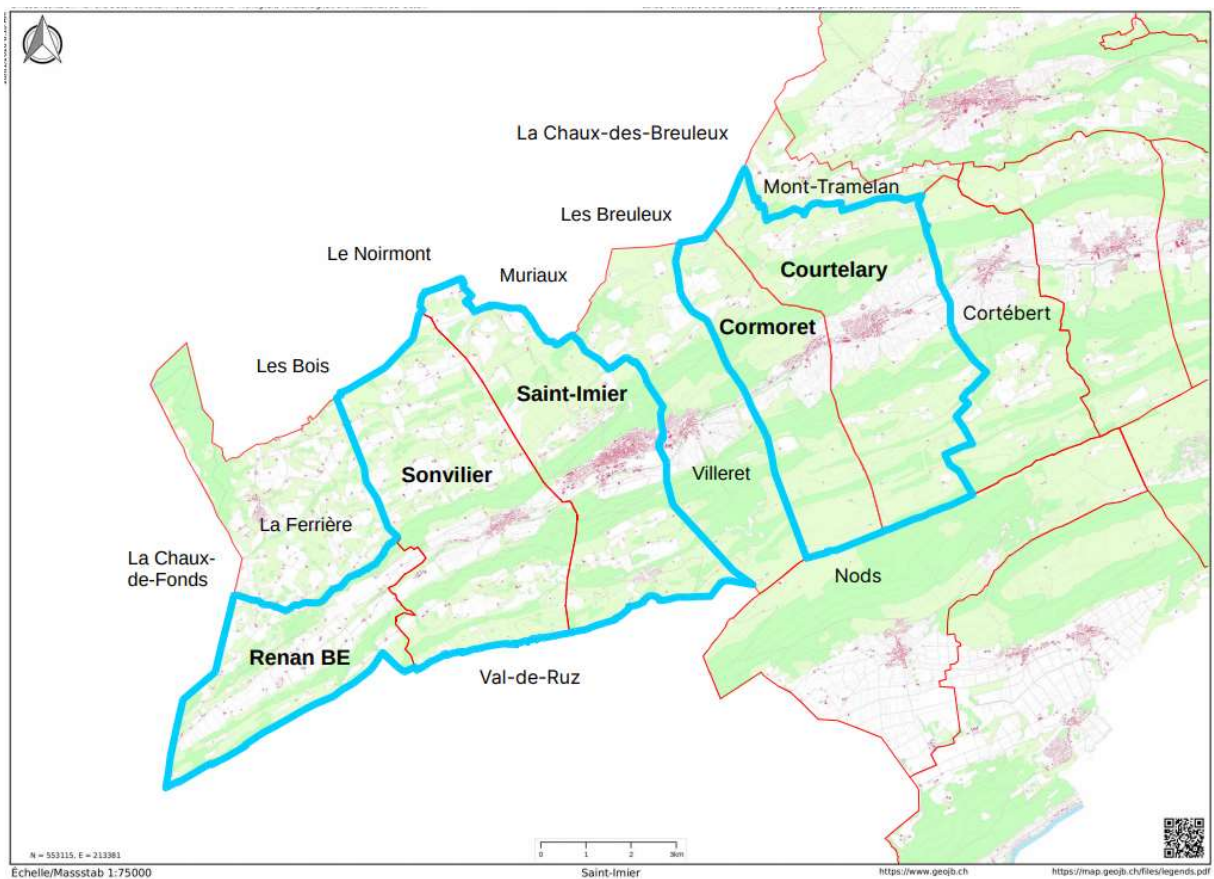 La Chaux-des-Breuleux
Mont-Tramelan
Les Breuleux
Le Noirmont
Muriaux
Courtelary
Cortébert
Cormoret
Les Bois
Saint-Imier
Sonvilier
Villeret
La Ferrière
La Chaux-
de-Fonds
Nods
Renan BE
Val-de-Ruz
N = 553115, E = 213381
0 1 2 3km
Échelle/Massstab 1:75000
Saint-Imier
https://www.geojb.ch
https://map.geojb.ch/files/legends.pdf